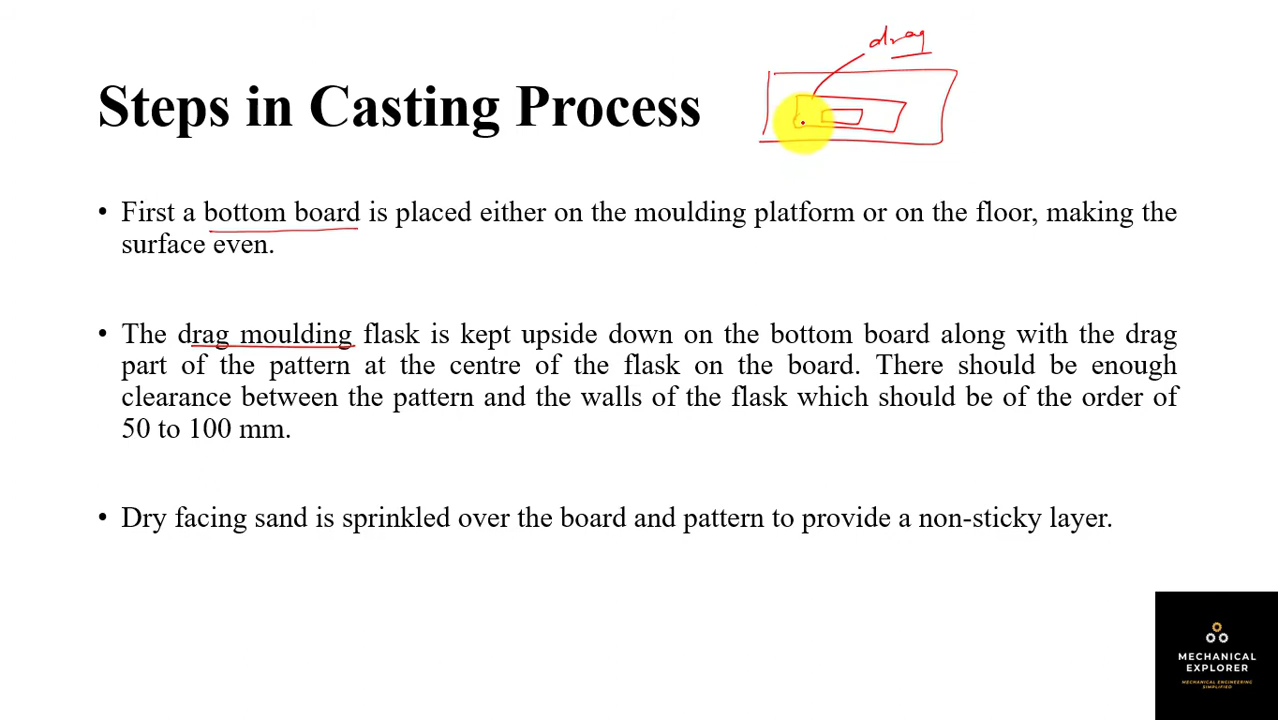 drag
Steps in Casting Process
• First a bottom board is placed either on the moulding platform or on the floor, making the
surface even.
• The drag moulding flask is kept upside down on the bottom board along with the drag
part of the pattern at the centre of the flask on the board. There should be enough
clearance between the pattern and the walls of the flask which should be of the order of
50 to 100 mm.
• Dry facing sand is sprinkled over the board and pattern to provide a non-sticky layer.
MECHANICAL
EXPLORER
MECHANICAL ENGINEERING
SIMPLIFIED